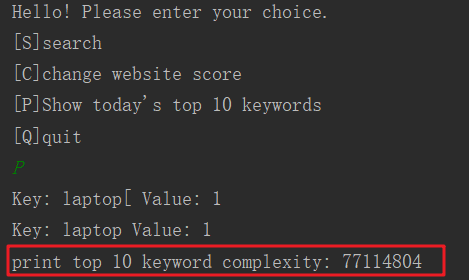 Hello! Please enter your choice.
[S]search
[C]change website score
[P]Show today's top 10 keywords
[Q]quit
P
Key: laptop[ Value: 1
Key: laptop Value: 1
print top 10 keyword complexity: 77114804